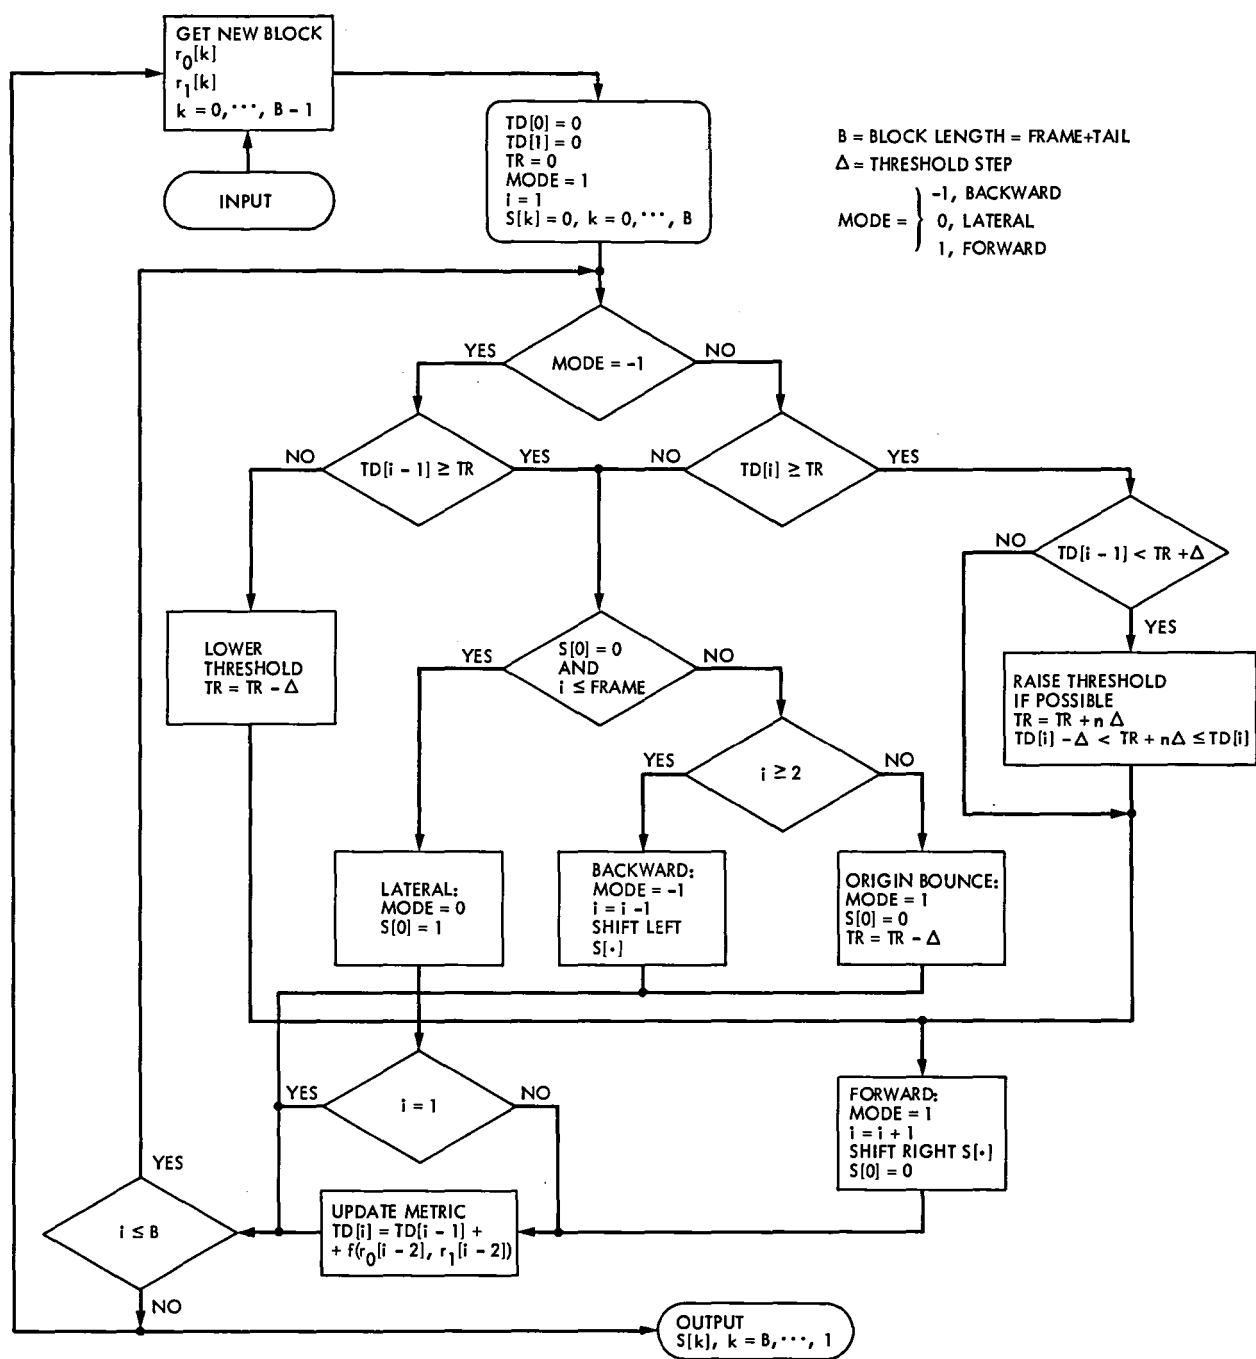 GET NEW BLOCK
r0[k]
r1[k]
k = 0, ···, B - 1
INPUT
TD[0] = 0
TD[1] = 0
TR = 0
MODE = 1
i = 1
S[k] = 0, k = 0, ···, B
B = BLOCK LENGTH = FRAME+TAIL
Δ = THRESHOLD STEP
MODE =
-1, BACKWARD
0, LATERAL
1, FORWARD
YES
MODE = -1
NO
NO
TD[i - 1] ≥ TR
YES
NO
TD[i] ≥ TR
YES
NO
TD[i - 1] < TR + Δ
YES
LOWER
THRESHOLD
TR = TR - Δ
YES
S[0] = 0
AND
i ≤ FRAME
NO
RAISE THRESHOLD
IF POSSIBLE
TR = TR + n Δ
TD[i] - Δ < TR + nΔ ≤ TD[i]
YES
i ≥ 2
NO
LATERAL:
MODE = 0
S[0] = 1
BACKWARD:
MODE = -1
i = i -1
SHIFT LEFT
S[·]
ORIGIN BOUNCE:
MODE = 1
S[0] = 0
TR = TR - Δ
YES
i = 1
NO
FORWARD:
MODE = 1
i = i + 1
SHIFT RIGHT S[·]
S[0] = 0
YES
i ≤ B
NO
UPDATE METRIC
TD[i] = TD[i - 1] +
+ f(r0[i - 2], r1[i - 2])
OUTPUT
S[k], k = B, ···, 1